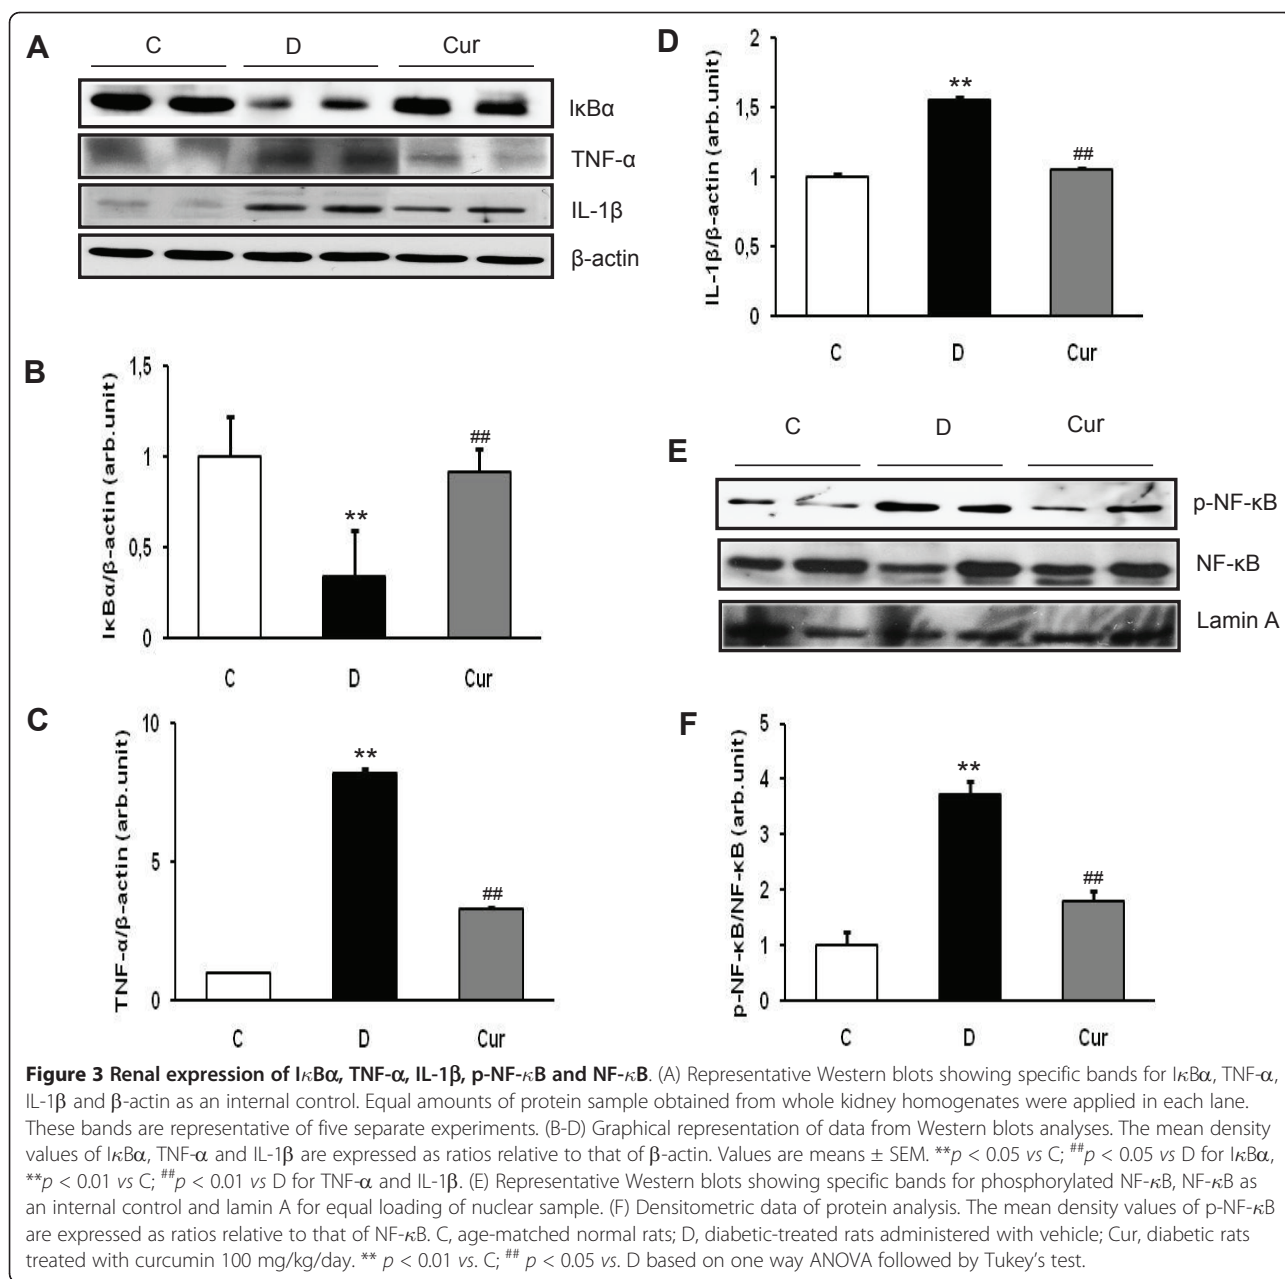 A
C
D
Cur
IκBα
TNF-α
IL-1β
β-actin
B
IκBα/β-actin (arb.unit)
1,5
1
0,5
0
**
##
C
D
Cur
C
TNF-α/β-actin (arb.unit)
10
5
0
**
##
C
D
Cur
D
IL-1β/β-actin (arb.unit)
2
1,5
1
0,5
0
**
##
C
D
Cur
E
C
D
Cur
p-NF-κB
NF-κB
Lamin A
F
p-NF-κB/NF-κB (arb.unit)
5
4
3
2
1
0
**
##
C
D
Cur
Figure 3 Renal expression of IκBα, TNF-α, IL-1β, p-NF-κB and NF-κB. (A) Representative Western blots showing specific bands for IκBα, TNF-α,
IL-1β and β-actin as an internal control. Equal amounts of protein sample obtained from whole kidney homogenates were applied in each lane.
These bands are representative of five separate experiments. (B-D) Graphical representation of data from Western blots analyses. The mean density
values of IκBα, TNF-α and IL-1β are expressed as ratios relative to that of β-actin. Values are means ± SEM. **p < 0.05 vs C; ##p < 0.05 vs D for IκBα,
**p < 0.01 vs C; ##p < 0.01 vs D for TNF-α and IL-1β. (E) Representative Western blots showing specific bands for phosphorylated NF-κB, NF-κB as
an internal control and lamin A for equal loading of nuclear sample. (F) Densitometric data of protein analysis. The mean density values of p-NF-κB
are expressed as ratios relative to that of NF-κB. C, age-matched normal rats; D, diabetic-treated rats administered with vehicle; Cur, diabetic rats
treated with curcumin 100 mg/kg/day. ** p < 0.01 vs. C; ## p < 0.05 vs. D based on one way ANOVA followed by Tukey's test.